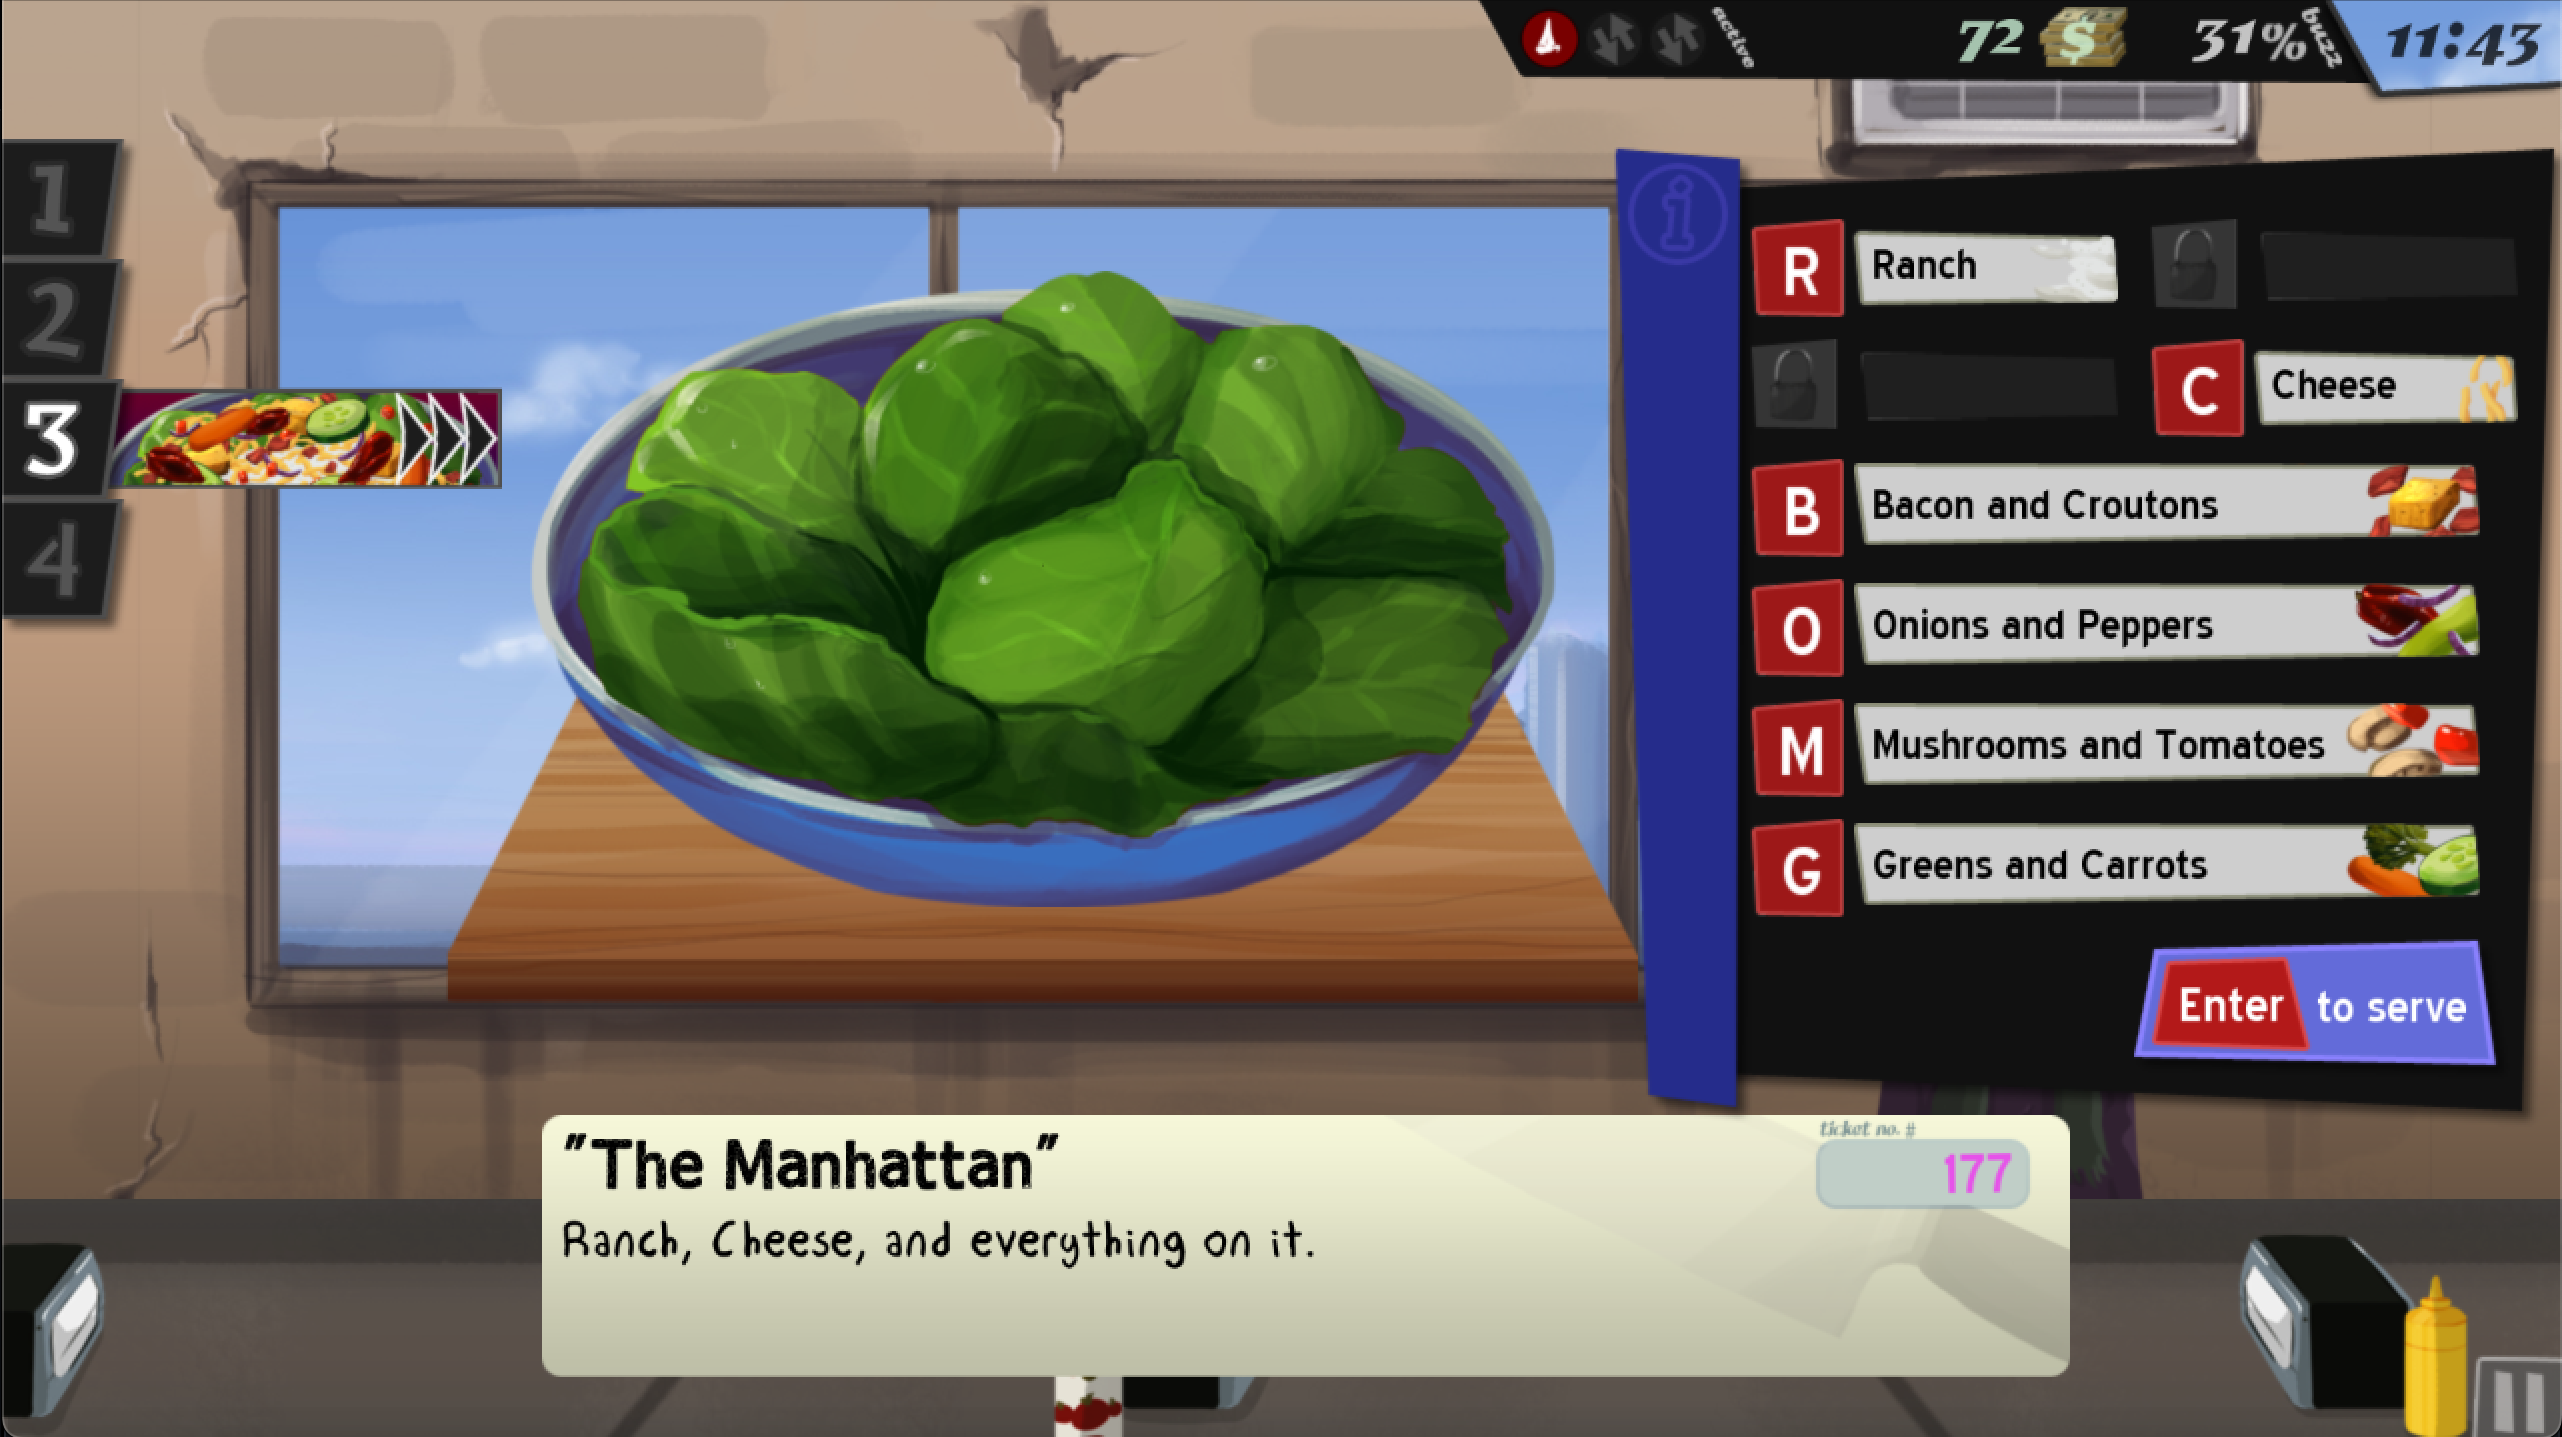 active
72 $
31% buzz
11:43
1
2
3
4
i
R Ranch
C Cheese
B Bacon and Croutons
O Onions and Peppers
M Mushrooms and Tomatoes
G Greens and Carrots
Enter to serve
"The Manhattan"
ticket no. #
177
Ranch, Cheese, and everything on it.